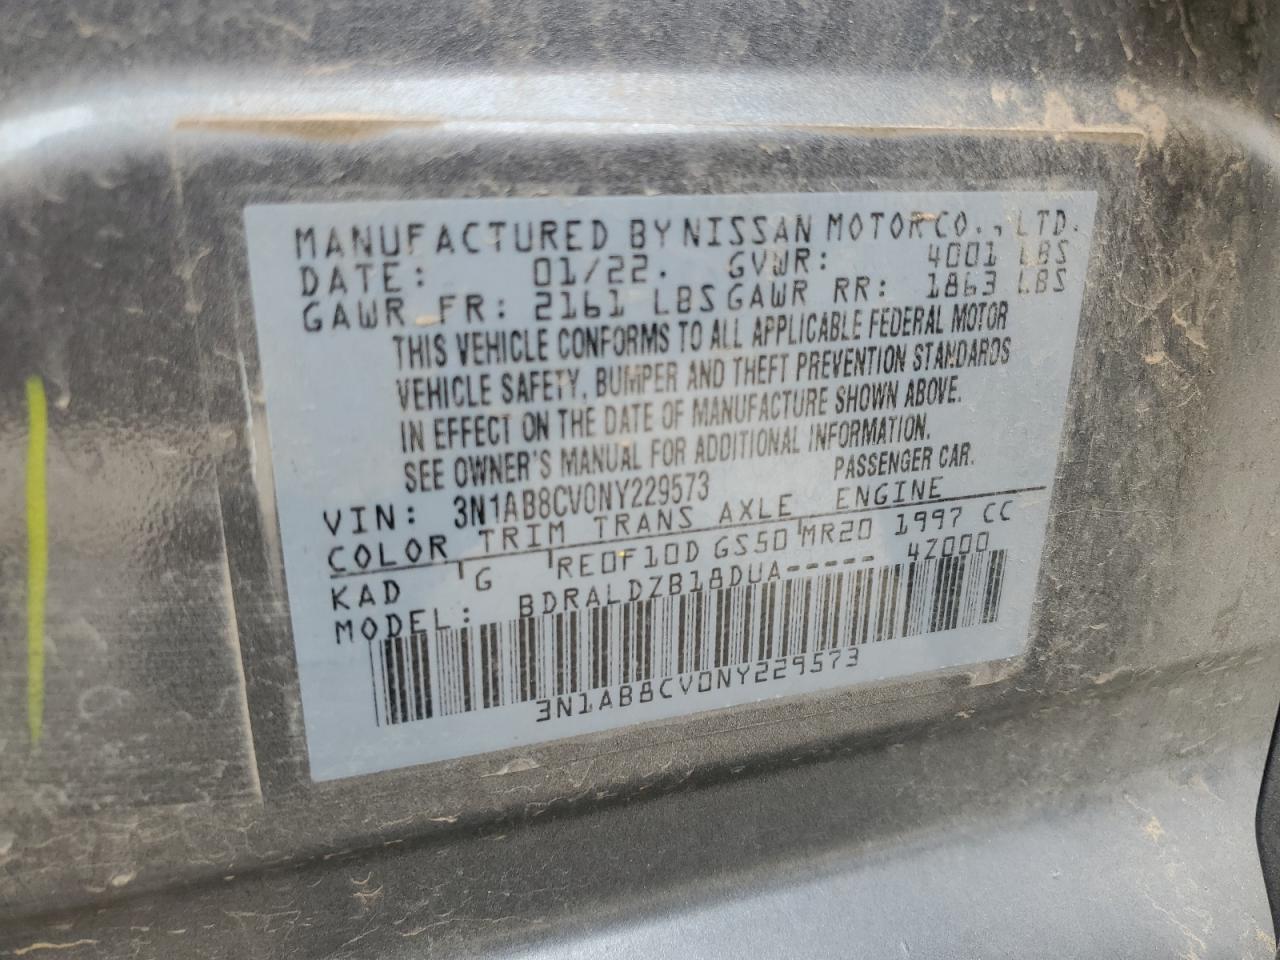 MANUFACTURED BY NISSAN MOTOR CO., LTD.
DATE: 01/22. GVWR: 4001 LBS
GAWR FR: 2161 LBS GAWR RR: 1863 LBS
THIS VEHICLE CONFORMS TO ALL APPLICABLE FEDERAL MOTOR
VEHICLE SAFETY, BUMPER AND THEFT PREVENTION STANDARDS
IN EFFECT ON THE DATE OF MANUFACTURE SHOWN ABOVE.
SEE OWNER'S MANUAL FOR ADDITIONAL INFORMATION.
VIN: 3N1AB8CV0NY229573 PASSENGER CAR.
COLOR TRIM TRANS AXLE ENGINE
KAD G RE0F10D GS50 MR20 1997 CC
MODEL: BDRALDZB18DUA----- 4Z000
3N1AB8CV0NY229573